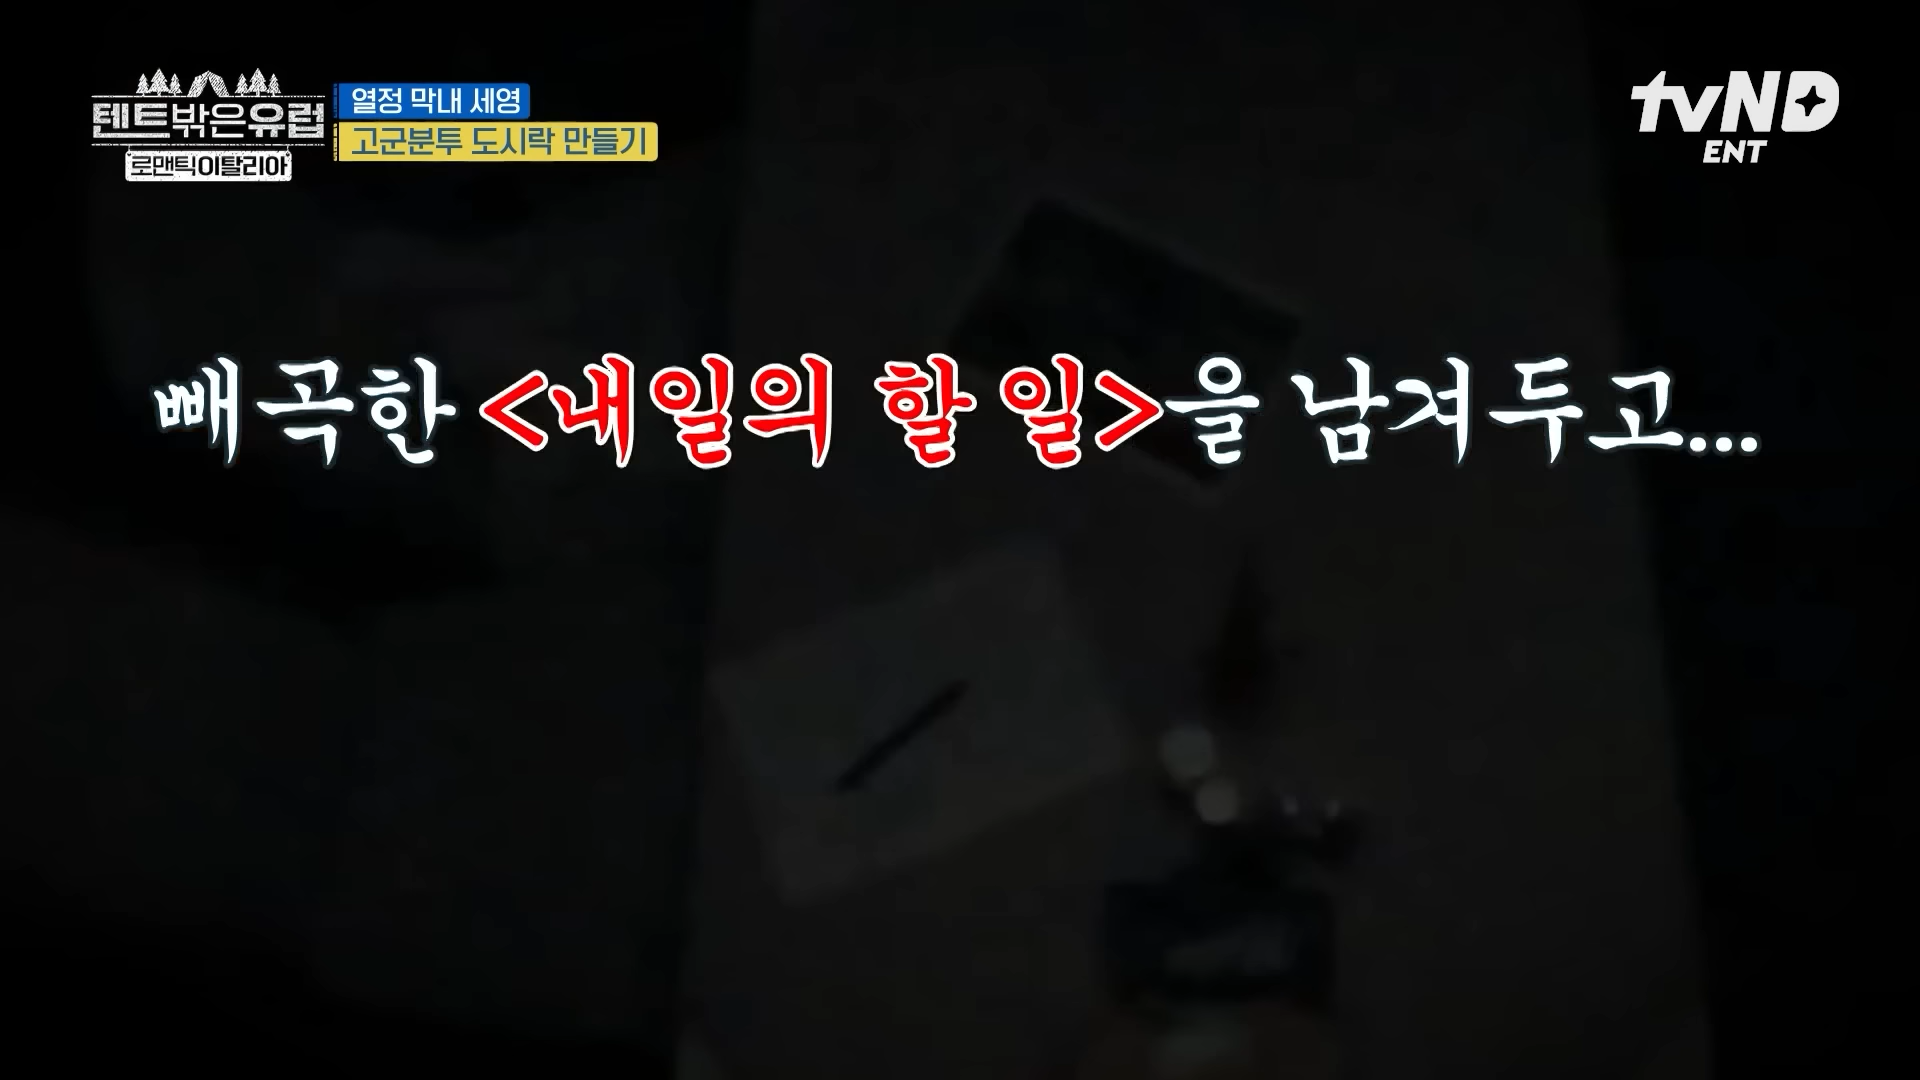 텐트밖은유럽
로맨틱이탈리아
열정 막내 세영
고군분투 도시락 만들기
tvND
ENT
빼곡한 <내일의 할 일>을 남겨두고...